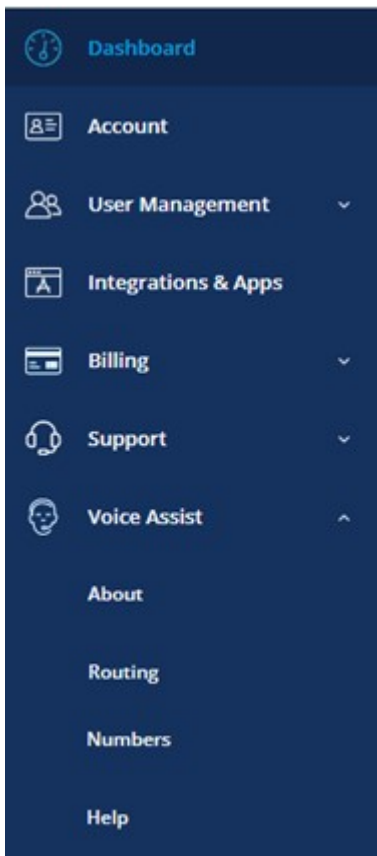 Dashboard
Account
User Management
Integrations & Apps
Billing
Support
Voice Assist
About
Routing
Numbers
Help